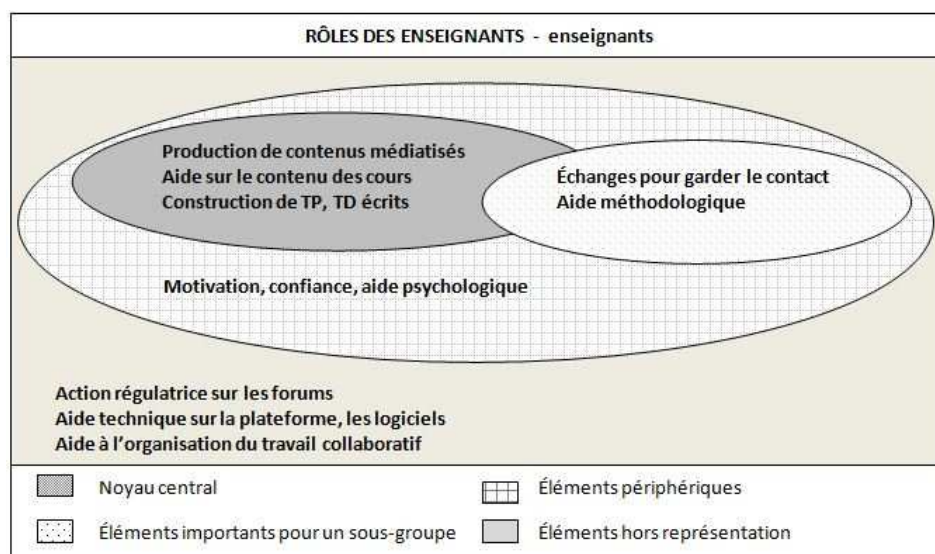 RÔLES DES ENSEIGNANTS - enseignants
Production de contenus médiatisés
Aide sur le contenu des cours
Construction de TP, TD écrits
Échanges pour garder le contact
Aide méthodologique
Motivation, confiance, aide psychologique
Action régulatrice sur les forums
Aide technique sur la plateforme, les logiciels
Aide à l'organisation du travail collaboratif
Noyau central
Éléments périphériques
Éléments importants pour un sous-groupe
Éléments hors représentation